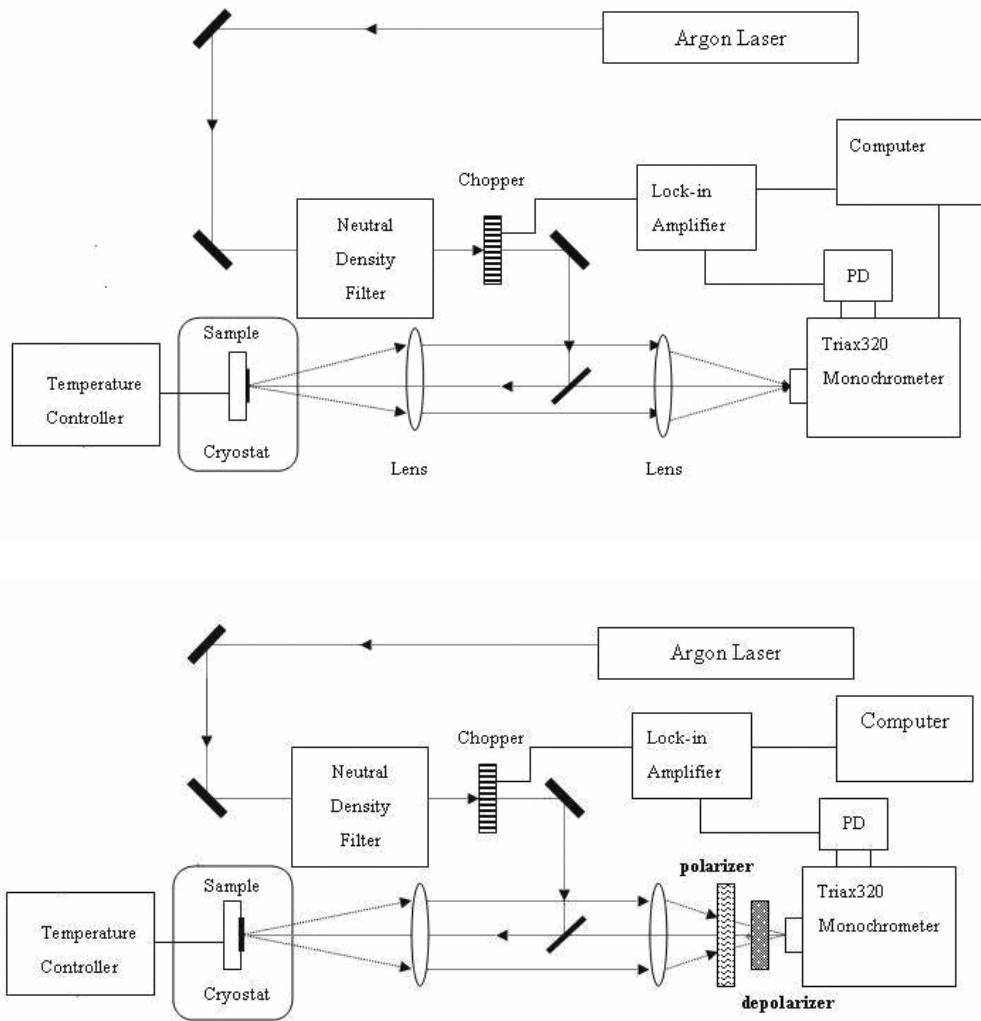 Argon Laser
Computer
Chopper
Lock-in
Amplifier
Neutral
Density
Filter
PD
Sample
Triax320
Monochrometer
Temperature
Controller
Cryostat
Lens
Lens
Argon Laser
Computer
Chopper
Lock-in
Amplifier
Neutral
Density
Filter
PD
polarizer
Sample
Triax320
Monochrometer
Temperature
Controller
Cryostat
depolarizer